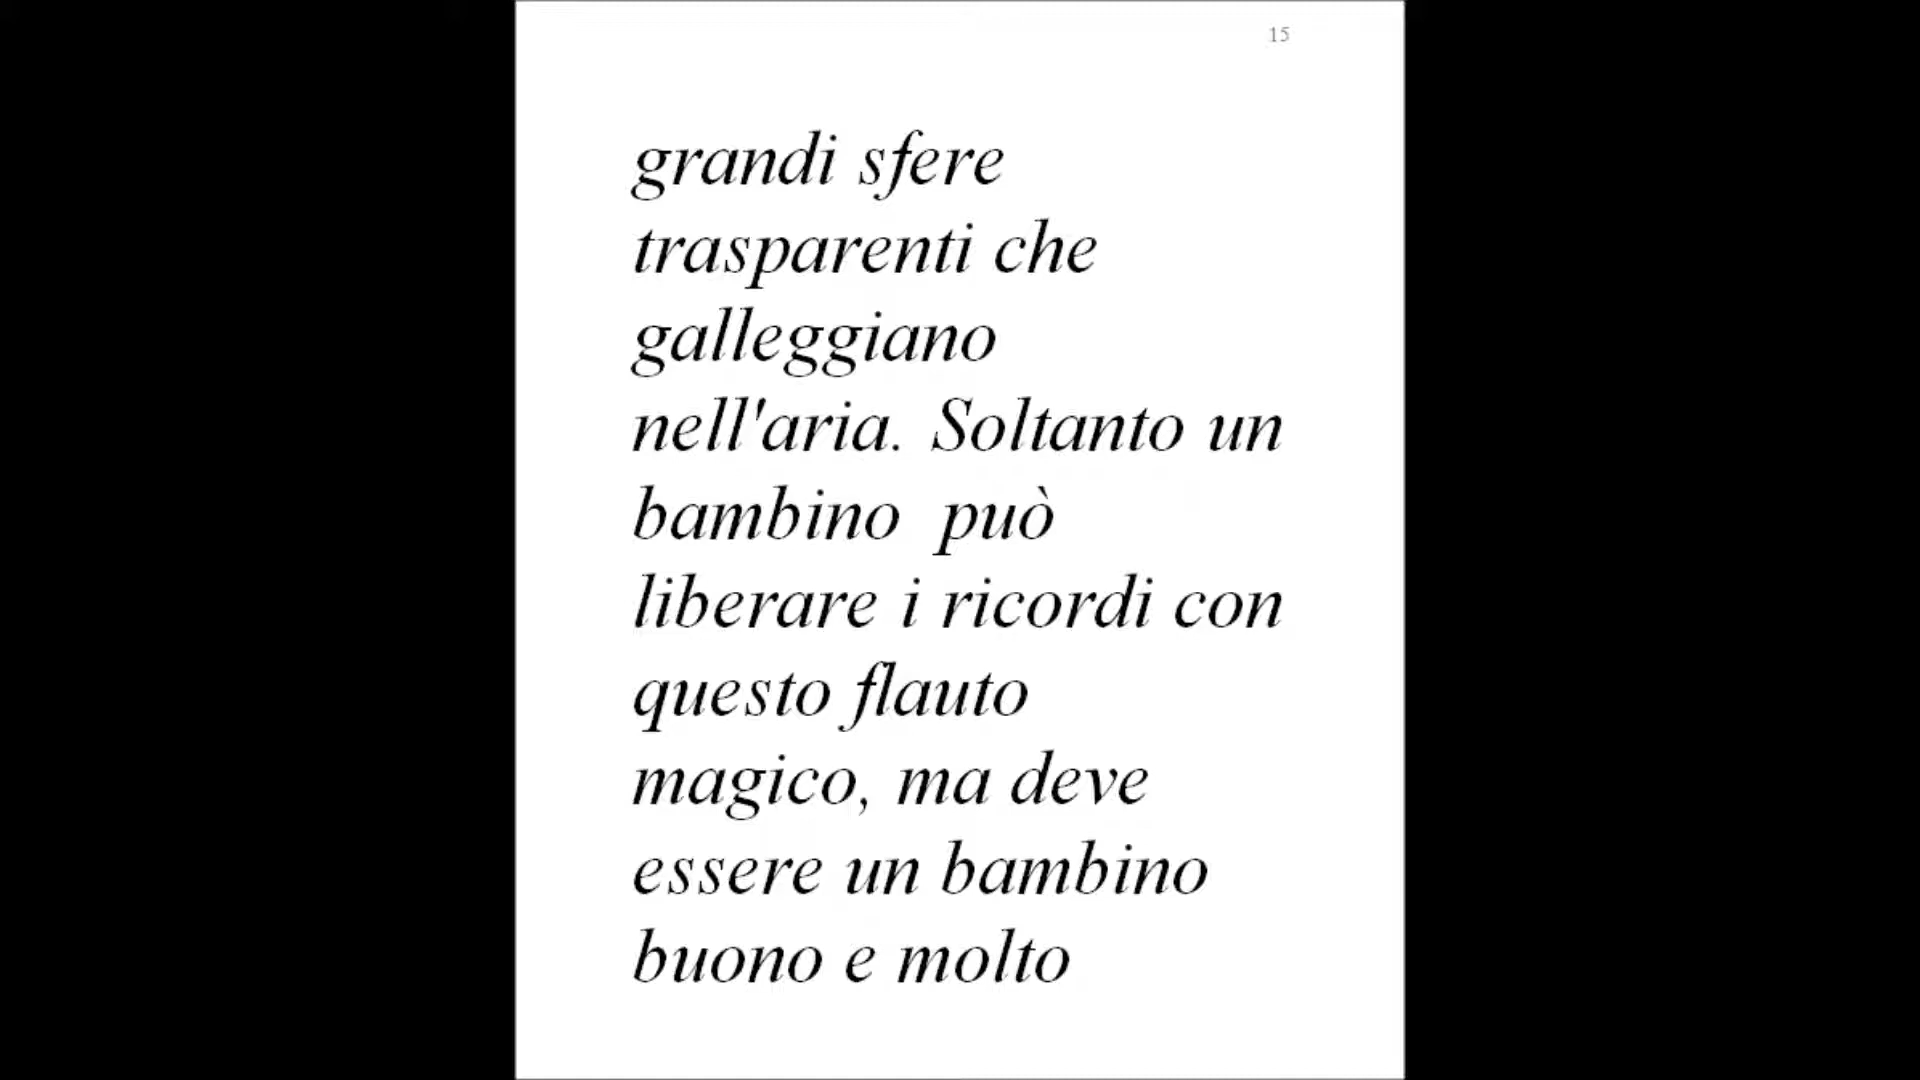 15
grandi sfere
trasparenti che
galleggiano
nell'aria. Soltanto un
bambino  può
liberare i ricordi con
questo flauto
magico, ma deve
essere un bambino
buono e molto